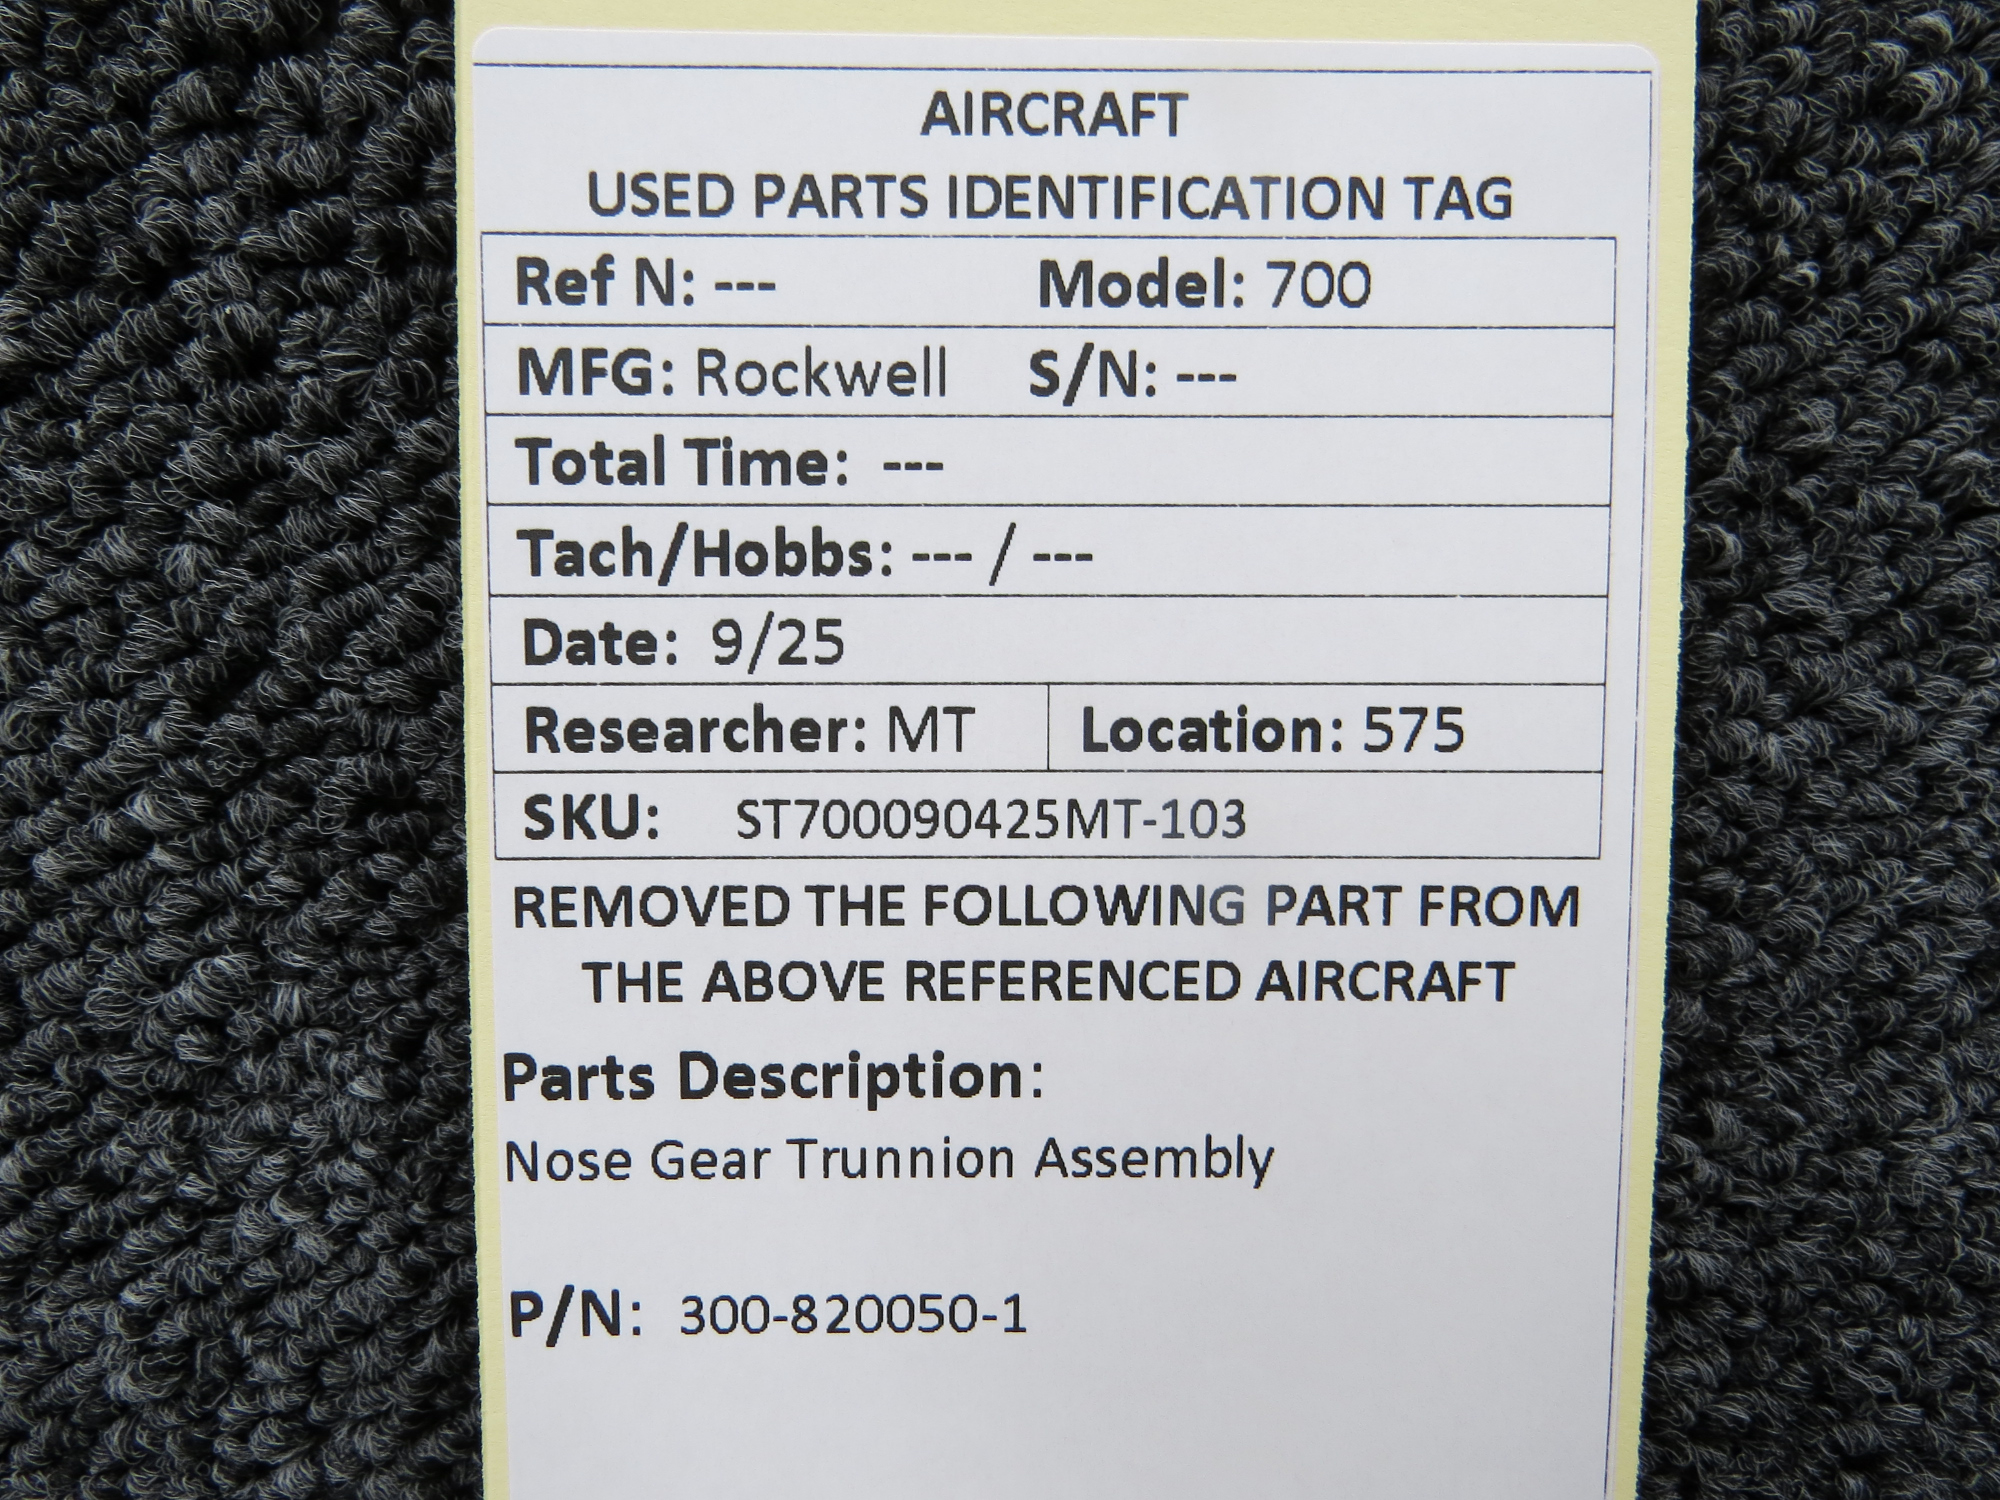 AIRCRAFT
USED PARTS IDENTIFICATION TAG
Ref N: --- Model: 700
MFG: Rockwell S/N: ---
Total Time: ---
Tach/Hobbs: --- / ---
Date: 9/25
Researcher: MT Location: 575
SKU: ST700090425MT-103
REMOVED THE FOLLOWING PART FROM
THE ABOVE REFERENCED AIRCRAFT
Parts Description:
Nose Gear Trunnion Assembly
P/N: 300-820050-1